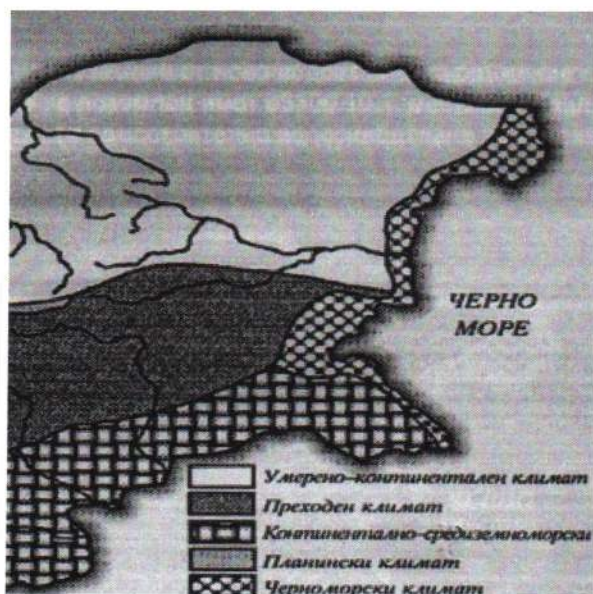 ЧЕРНО
МОРЕ
Умерено-континентален климат
Преходен климат
Континентално-средиземноморски
Планински климат
Черноморски климат